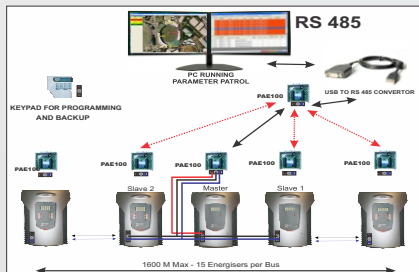 RS 485
PC RUNNING
PARAMETER PATROL
USB TO RS 485 CONVERTOR
PAE100
KEYPAD FOR PROGRAMMING
AND BACKUP
PAE100
PAE100
PAE100
PAE100
PAE100
Slave 2
Master
Slave 1
1600 M Max - 15 Energisers per Bus